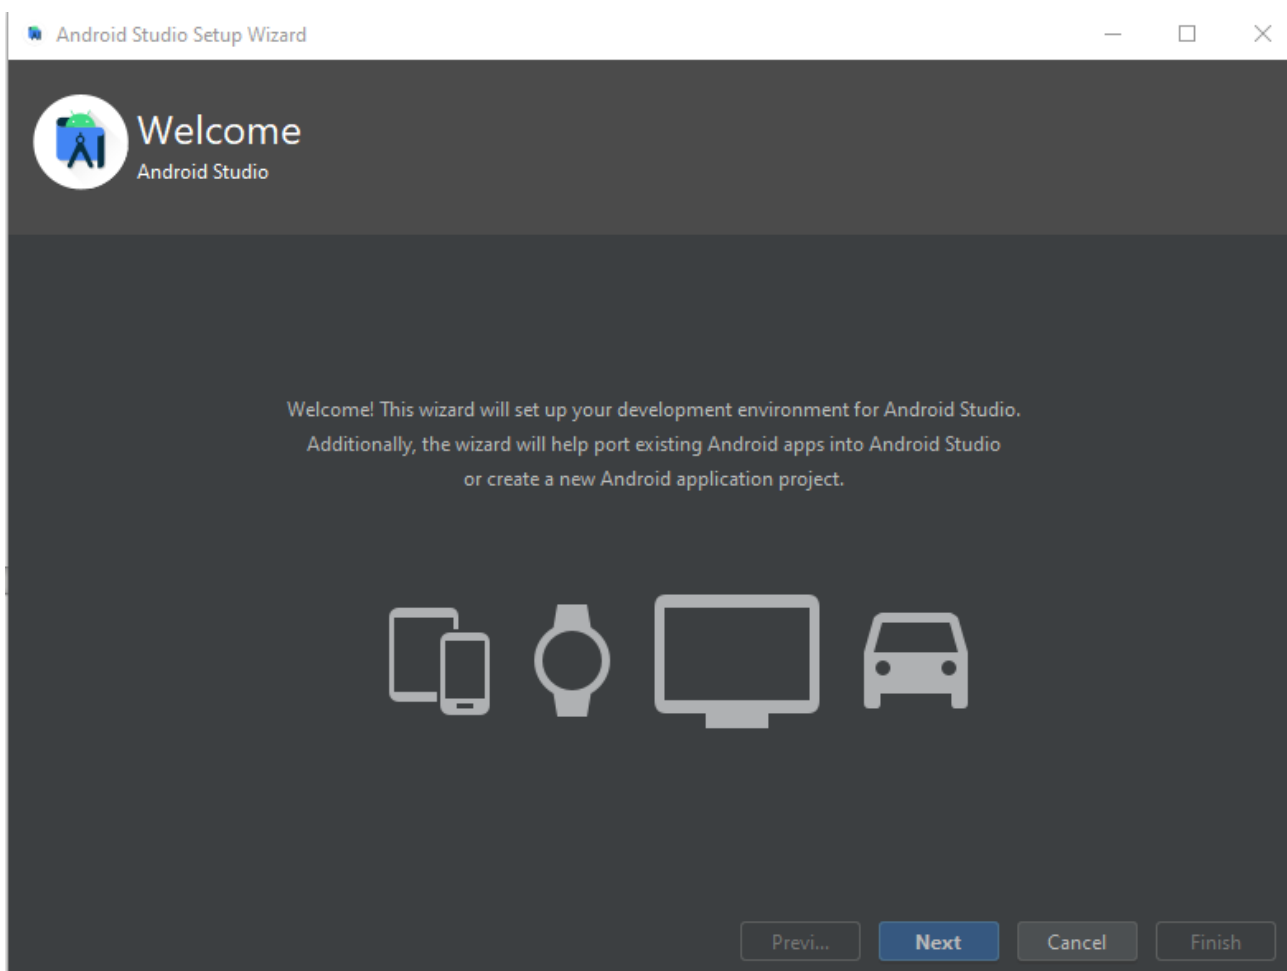 Android Studio Setup Wizard
Welcome
Android Studio
Welcome! This wizard will set up your development environment for Android Studio.
Additionally, the wizard will help port existing Android apps into Android Studio
or create a new Android application project.
Previ...
Next
Cancel
Finish